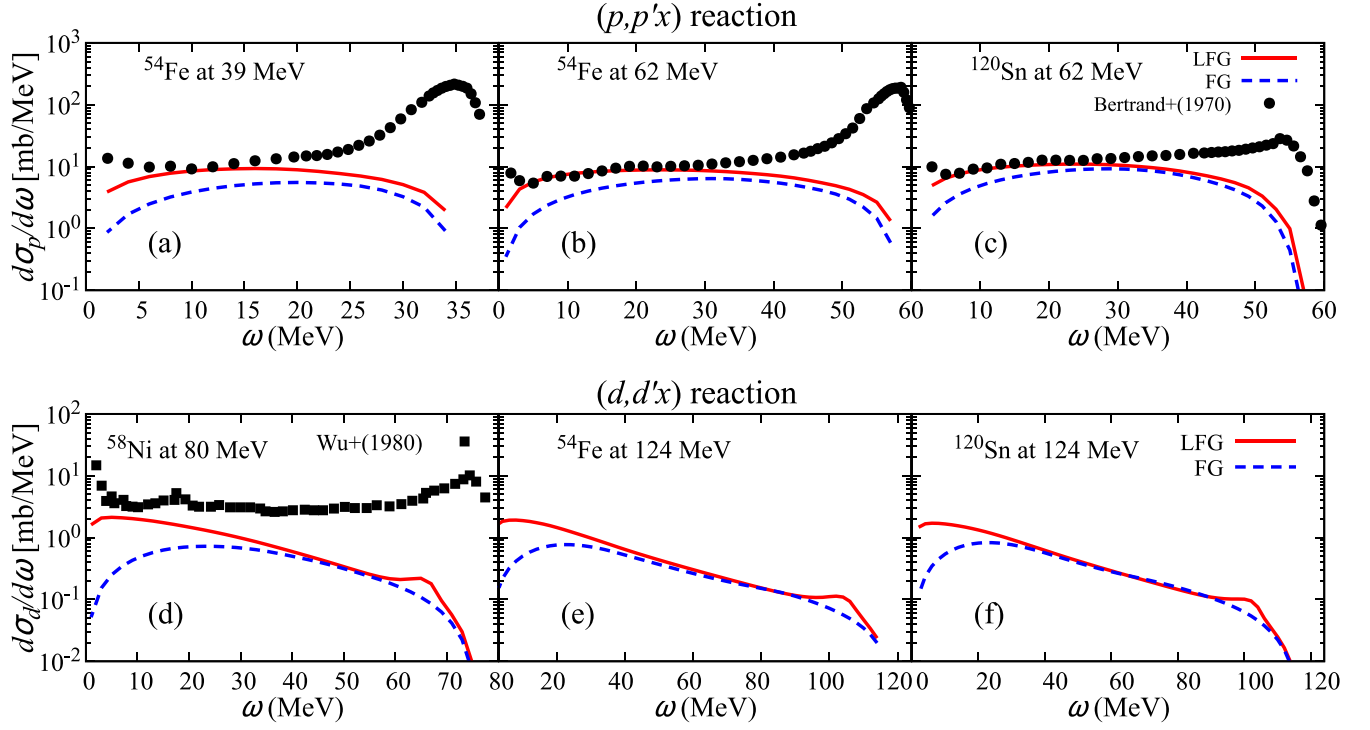 (p,p′x) reaction
10³
10²
10¹
10⁰
10⁻¹
dσₚ/dω [mb/MeV]
⁵⁴Fe at 39 MeV
(a)
0 5 10 15 20 25 30 35
ω (MeV)
⁵⁴Fe at 62 MeV
(b)
0 10 20 30 40 50 60
ω (MeV)
¹²⁰Sn at 62 MeV
LFG
FG
Bertrand+(1970)
(c)
10 20 30 40 50 60
ω (MeV)
(d,d′x) reaction
10²
10¹
10⁰
10⁻¹
10⁻²
dσ_d/dω [mb/MeV]
⁵⁸Ni at 80 MeV
Wu+(1980)
(d)
0 10 20 30 40 50 60 70
ω (MeV)
⁵⁴Fe at 124 MeV
(e)
80 20 40 60 80 100 120
ω (MeV)
¹²⁰Sn at 124 MeV
LFG
FG
(f)
0 20 40 60 80 100 120
ω (MeV)